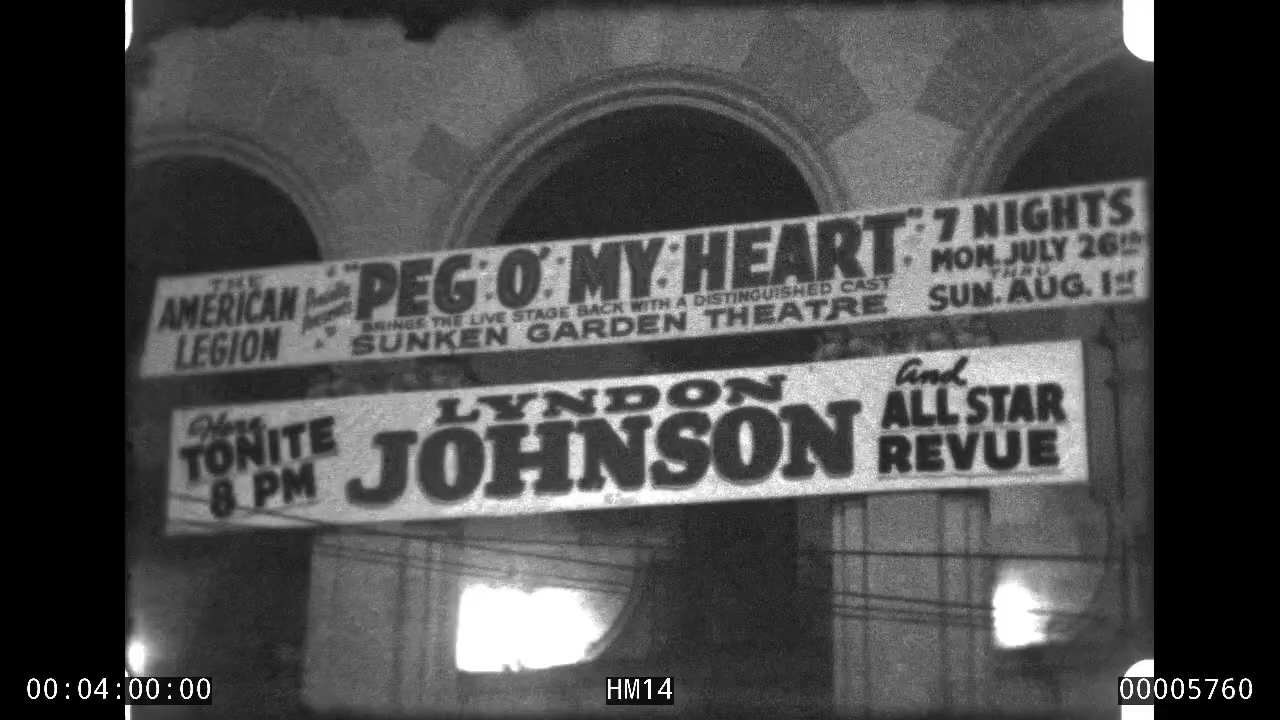 THE
AMERICAN
LEGION
Proudly
Presents
"PEG O' MY HEART"
BRINGS THE LIVE STAGE BACK WITH A DISTINGUISHED CAST
SUNKEN GARDEN THEATRE
7 NIGHTS
MON. JULY 26th
THRU
SUN. AUG. 1st
Here
TONITE
8 PM
LYNDON
JOHNSON
And
ALL STAR
REVUE
00:04:00:00
HM14
00005760